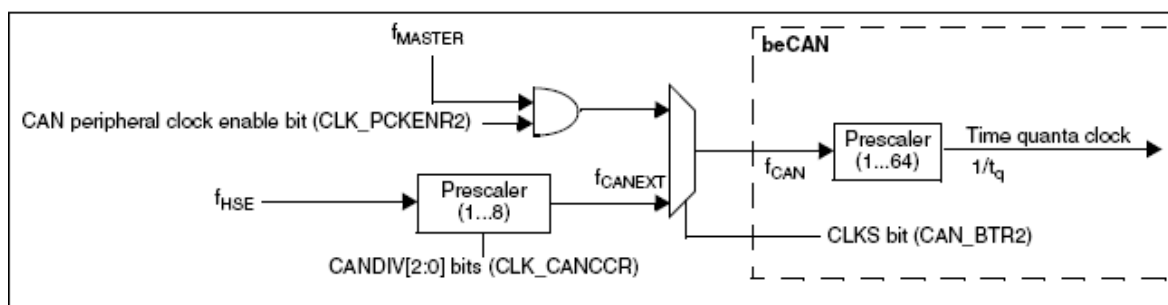 fMASTER
beCAN
CAN peripheral clock enable bit (CLK_PCKENR2)
Prescaler
(1...64)
Time quanta clock
1/tq
fCAN
fHSE
Prescaler
(1...8)
fCANEXT
CLKS bit (CAN_BTR2)
CANDIV[2:0] bits (CLK_CANCCR)